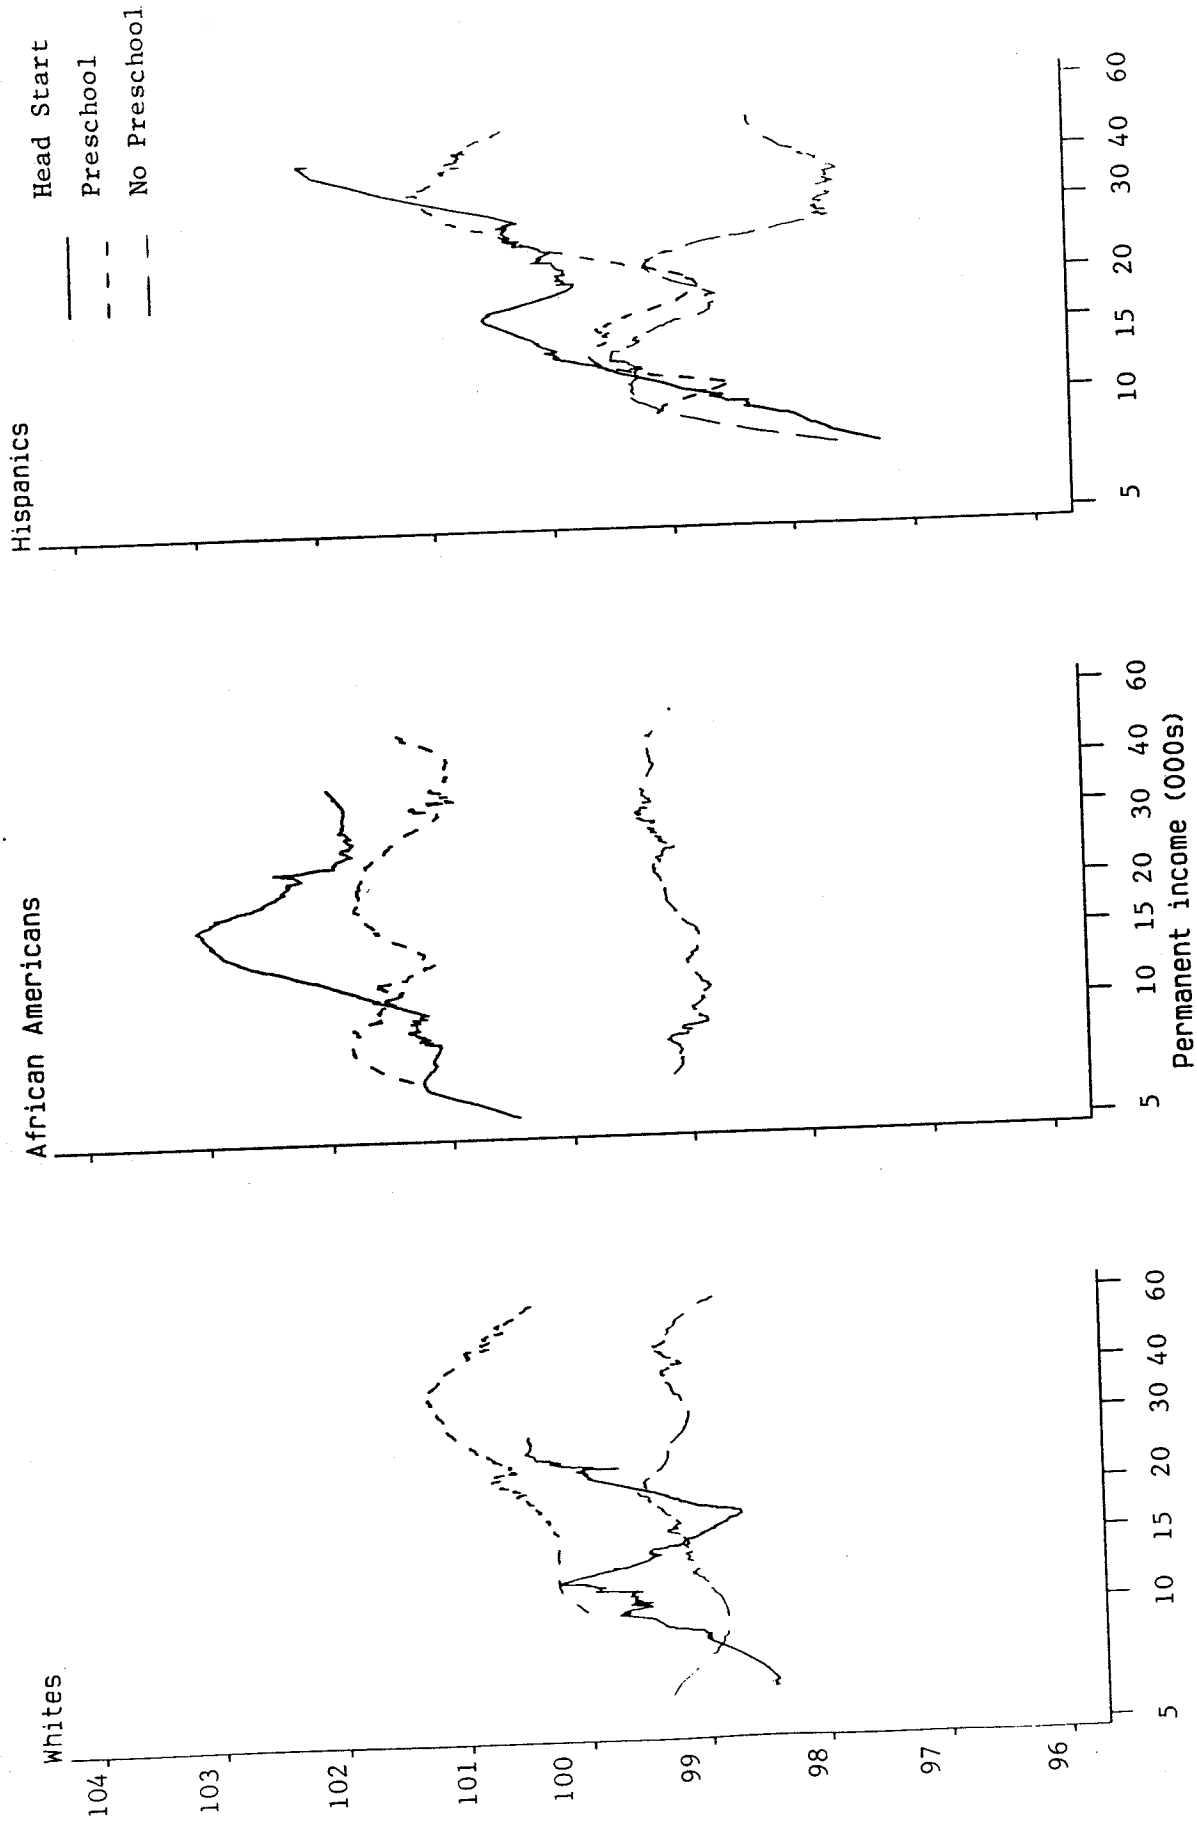 Whites
African Americans
Hispanics
Head Start
Preschool
No Preschool
104
103
102
101
100
99
98
97
96
5 10 15 20 30 40 60
5 10 15 20 30 40 60
5 10 15 20 30 40 60
Permanent income (000s)